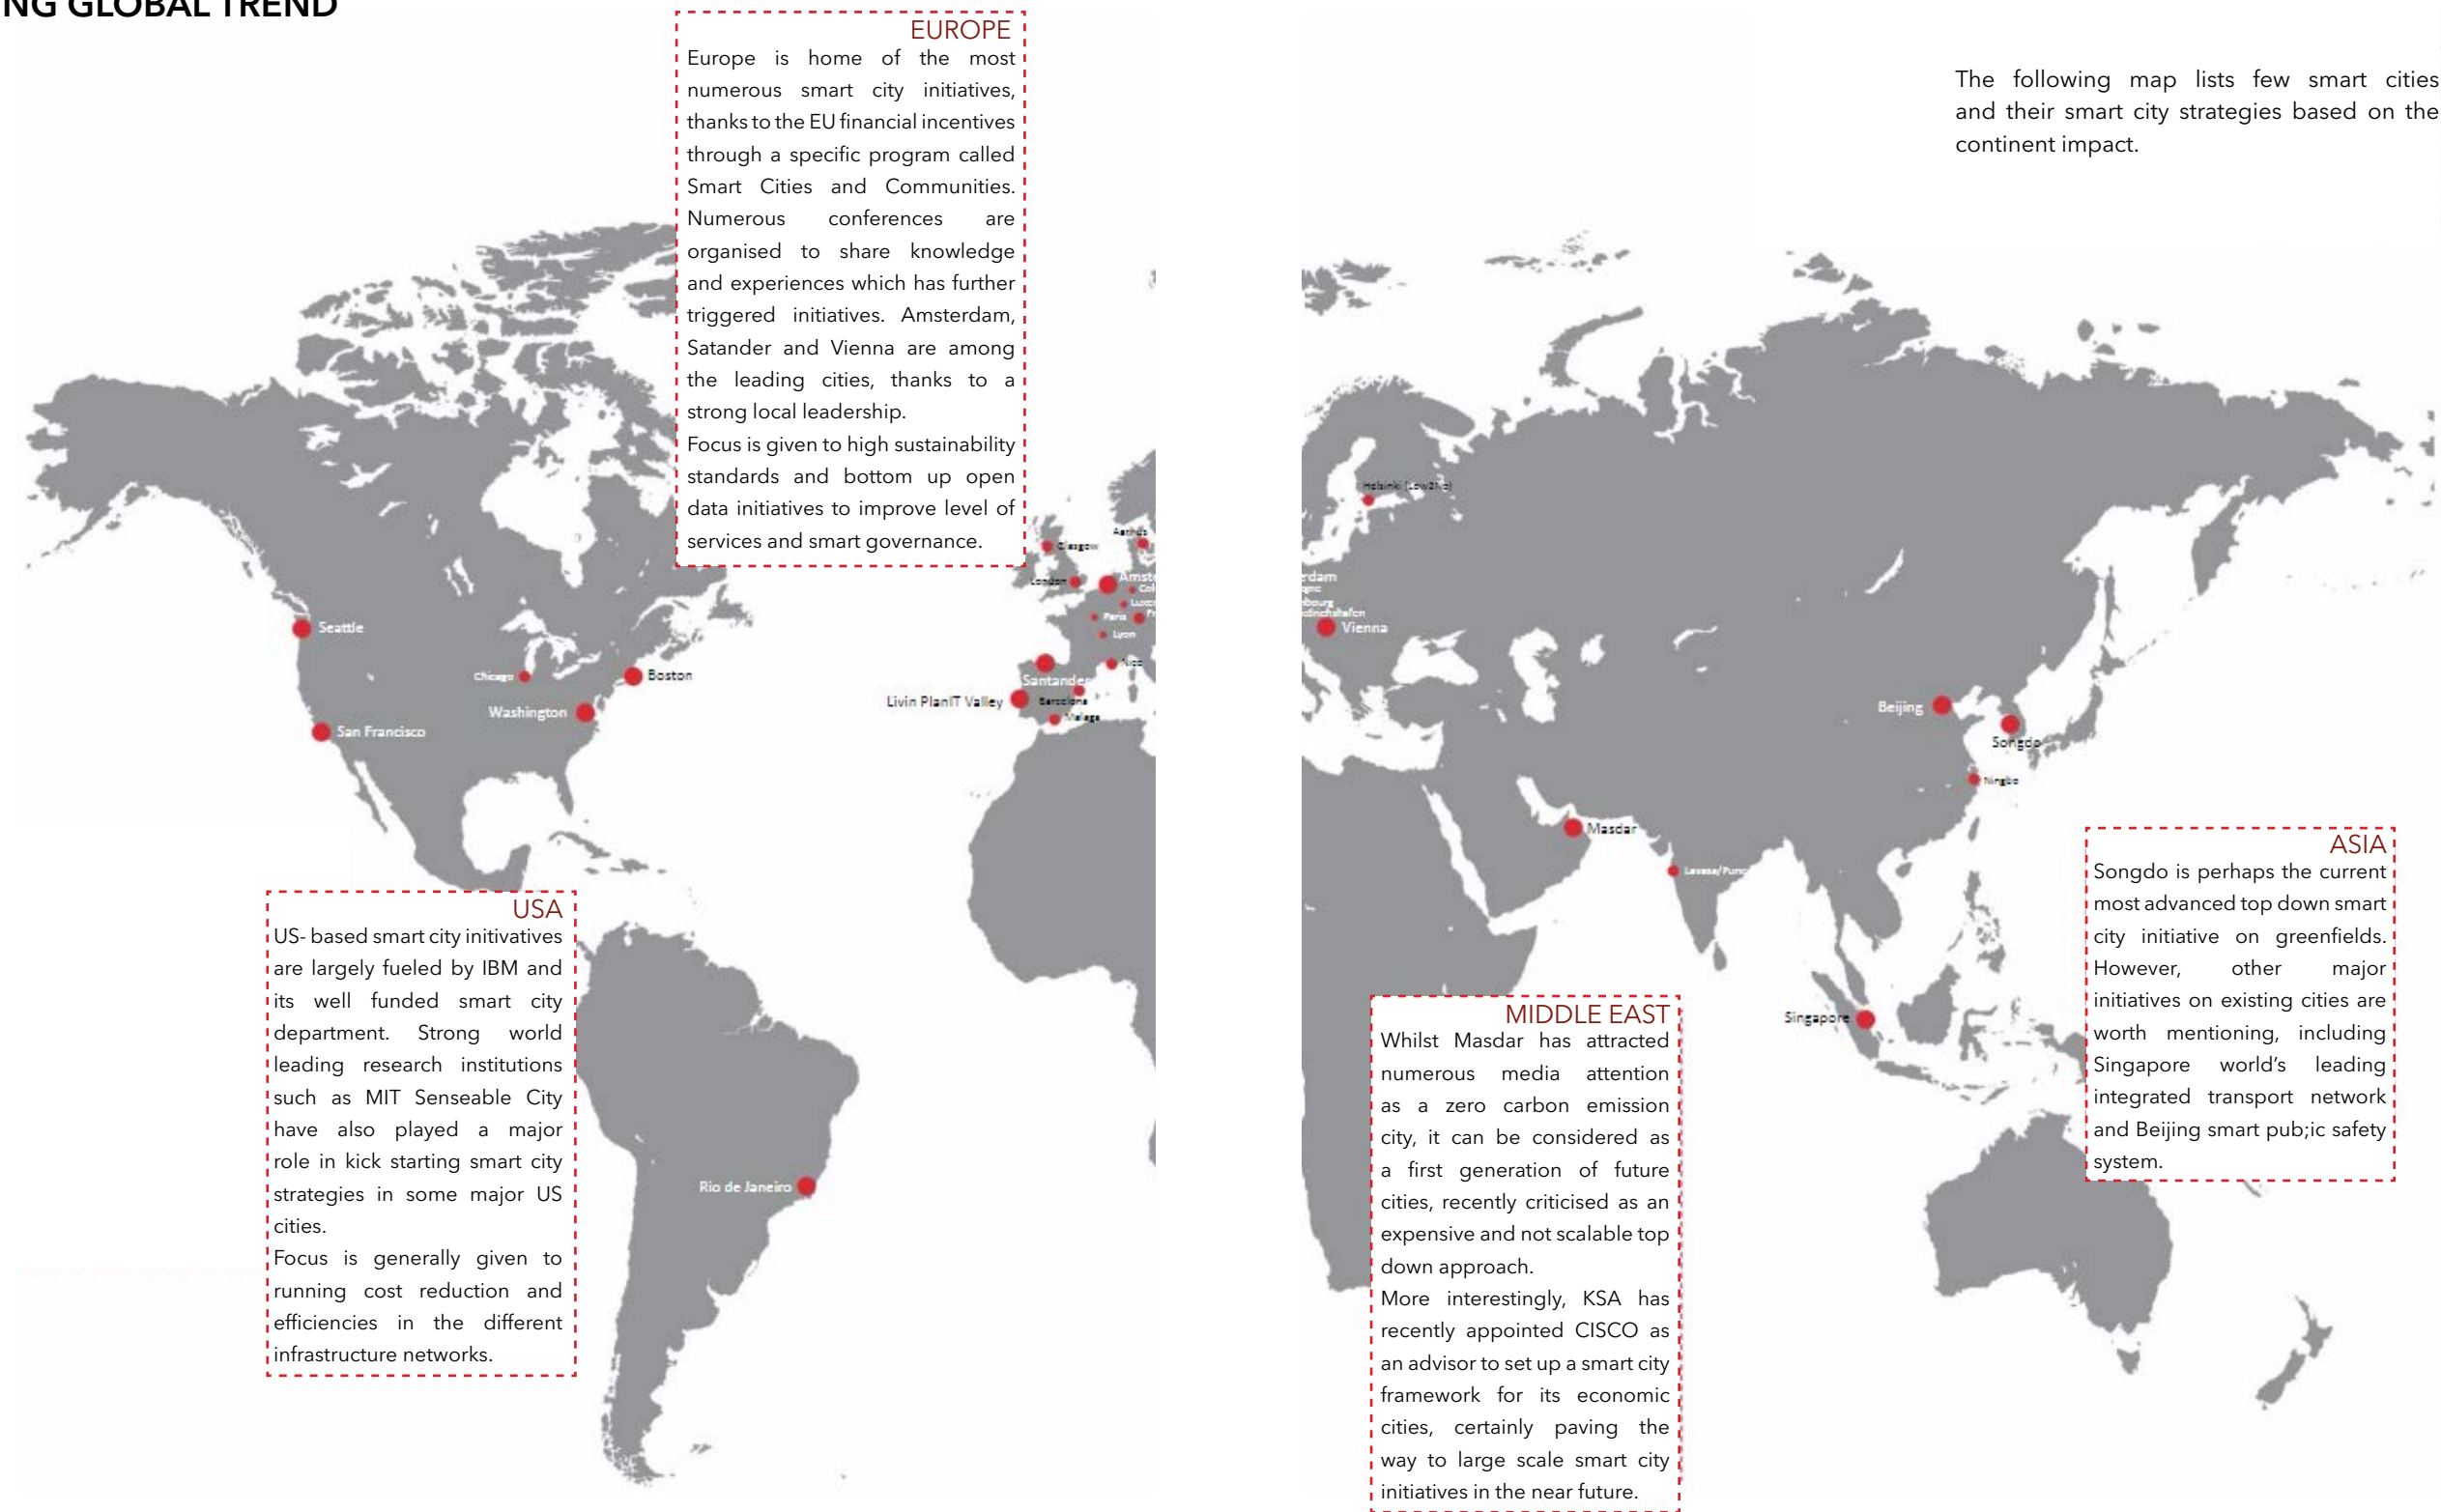 NG GLOBAL TREND
EUROPE
Europe is home of the most
numerous smart city initiatives,
thanks to the EU financial incentives
through a specific program called
Smart Cities and Communities.
Numerous conferences are
organised to share knowledge
and experiences which has further
triggered initiatives. Amsterdam,
Satander and Vienna are among
the leading cities, thanks to a
strong local leadership.
Focus is given to high sustainability
standards and bottom up open
data initiatives to improve level of
services and smart governance.
The following map lists few smart cities
and their smart city strategies based on the
continent impact.
Seattle
Chicago
Boston
Washington
San Francisco
Glasgow
Aarhus
London
Amste
Col
Luxe
Paris
Fr
Lyon
Nice
Santander
Livin PlanIT Valley
Barcelona
Malaga
Helsinki (Low2No)
rdam
ogne
bourg
Vienna
Beijing
Songdo
Ningbo
Masdar
Lavasa/Pune
Singapore
Rio de Janeiro
USA
US- based smart city initivatives
are largely fueled by IBM and
its well funded smart city
department. Strong world
leading research institutions
such as MIT Senseable City
have also played a major
role in kick starting smart city
strategies in some major US
cities.
Focus is generally given to
running cost reduction and
efficiencies in the different
infrastructure networks.
MIDDLE EAST
Whilst Masdar has attracted
numerous media attention
as a zero carbon emission
city, it can be considered as
a first generation of future
cities, recently criticised as an
expensive and not scalable top
down approach.
More interestingly, KSA has
recently appointed CISCO as
an advisor to set up a smart city
framework for its economic
cities, certainly paving the
way to large scale smart city
initiatives in the near future.
ASIA
Songdo is perhaps the current
most advanced top down smart
city initiative on greenfields.
However, other major
initiatives on existing cities are
worth mentioning, including
Singapore world's leading
integrated transport network
and Beijing smart pub;ic safety
system.